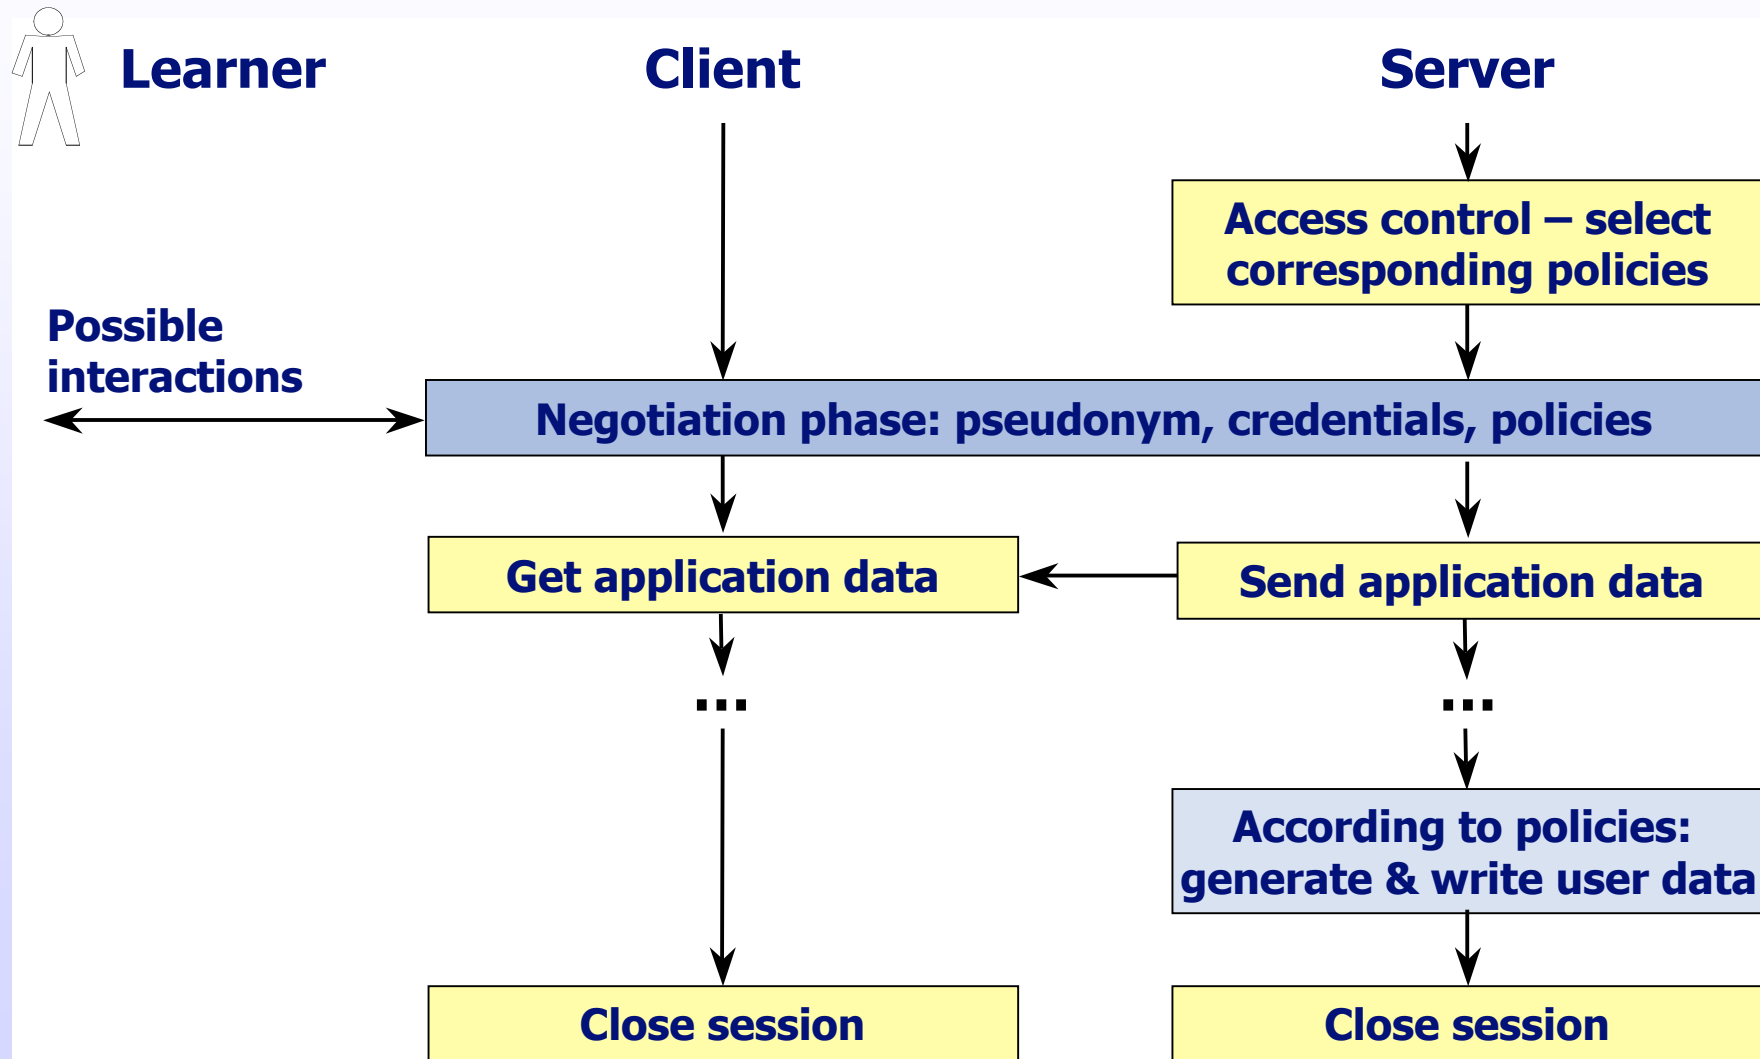 Learner
Client
Server
Access control – select
corresponding policies
Possible
interactions
Negotiation phase: pseudonym, credentials, policies
Get application data
Send application data
...
...
According to policies:
generate & write user data
Close session
Close session